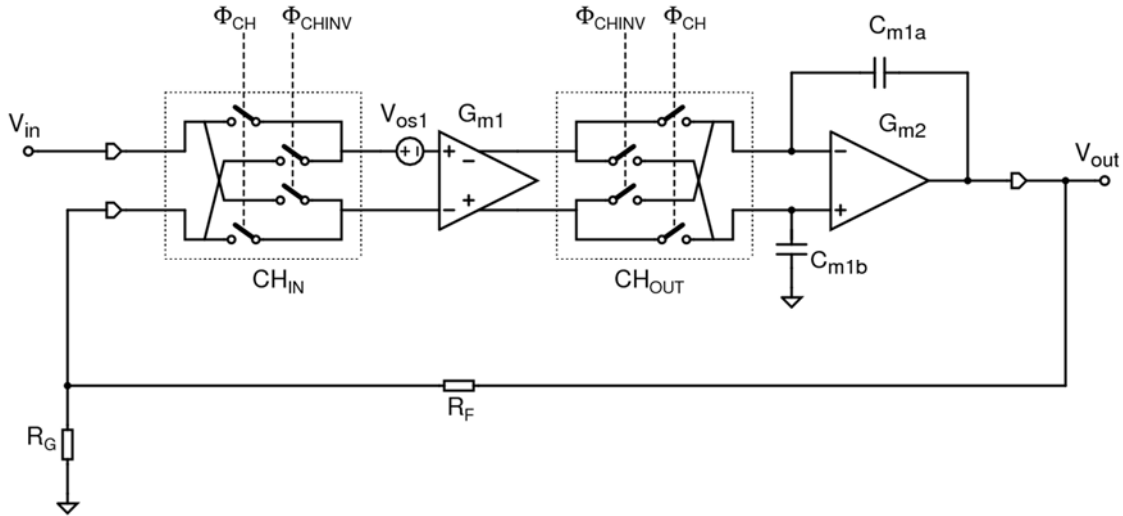 Φ_CH Φ_CHINV Φ_CHINV Φ_CH
C_m1a
V_in V_os1 G_m1 G_m2 V_out
+ −
+ − − +
− +
CH_IN CH_OUT C_m1b
R_F
R_G